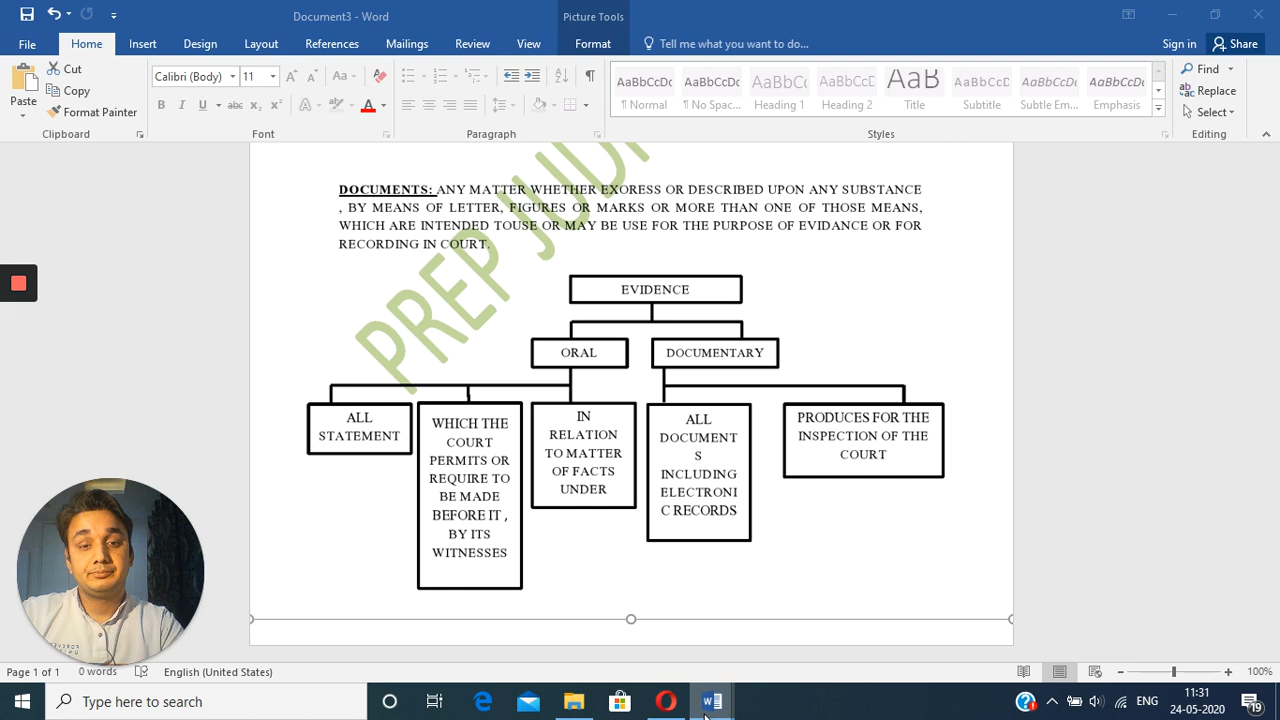 Document3 - Word
Picture Tools
File
Home
Insert
Design
Layout
References
Mailings
Review
View
Format
Tell me what you want to do...
Sign in
Share
Paste
Cut
Copy
Format Painter
Clipboard
Calibri (Body)
11
Font
Paragraph
AaBbCcDc
¶ Normal
AaBbCcDc
¶ No Spac...
AaBbCc
Heading 1
AaBbCcE
Heading 2
AaB
Title
AaBbCcD
Subtitle
AaBbCcDc
Subtle Em...
AaBbCcDc
Emphasis
Styles
Find
Replace
Select
Editing
PREP JUD
DOCUMENTS: ANY MATTER WHETHER EXORESS OR DESCRIBED UPON ANY SUBSTANCE
, BY MEANS OF LETTER, FIGURES OR MARKS OR MORE THAN ONE OF THOSE MEANS,
WHICH ARE INTENDED TOUSE OR MAY BE USE FOR THE PURPOSE OF EVIDANCE OR FOR
RECORDING IN COURT.
EVIDENCE
ORAL
DOCUMENTARY
ALL
STATEMENT
WHICH THE
COURT
PERMITS OR
REQUIRE TO
BE MADE
BEFORE IT ,
BY ITS
WITNESSES
IN
RELATION
TO MATTER
OF FACTS
UNDER
ALL
DOCUMENT
S
INCLUDING
ELECTRONI
C RECORDS
PRODUCES FOR THE
INSPECTION OF THE
COURT
Page 1 of 1
0 words
English (United States)
100%
Type here to search
ENG
11:31
24-05-2020
19